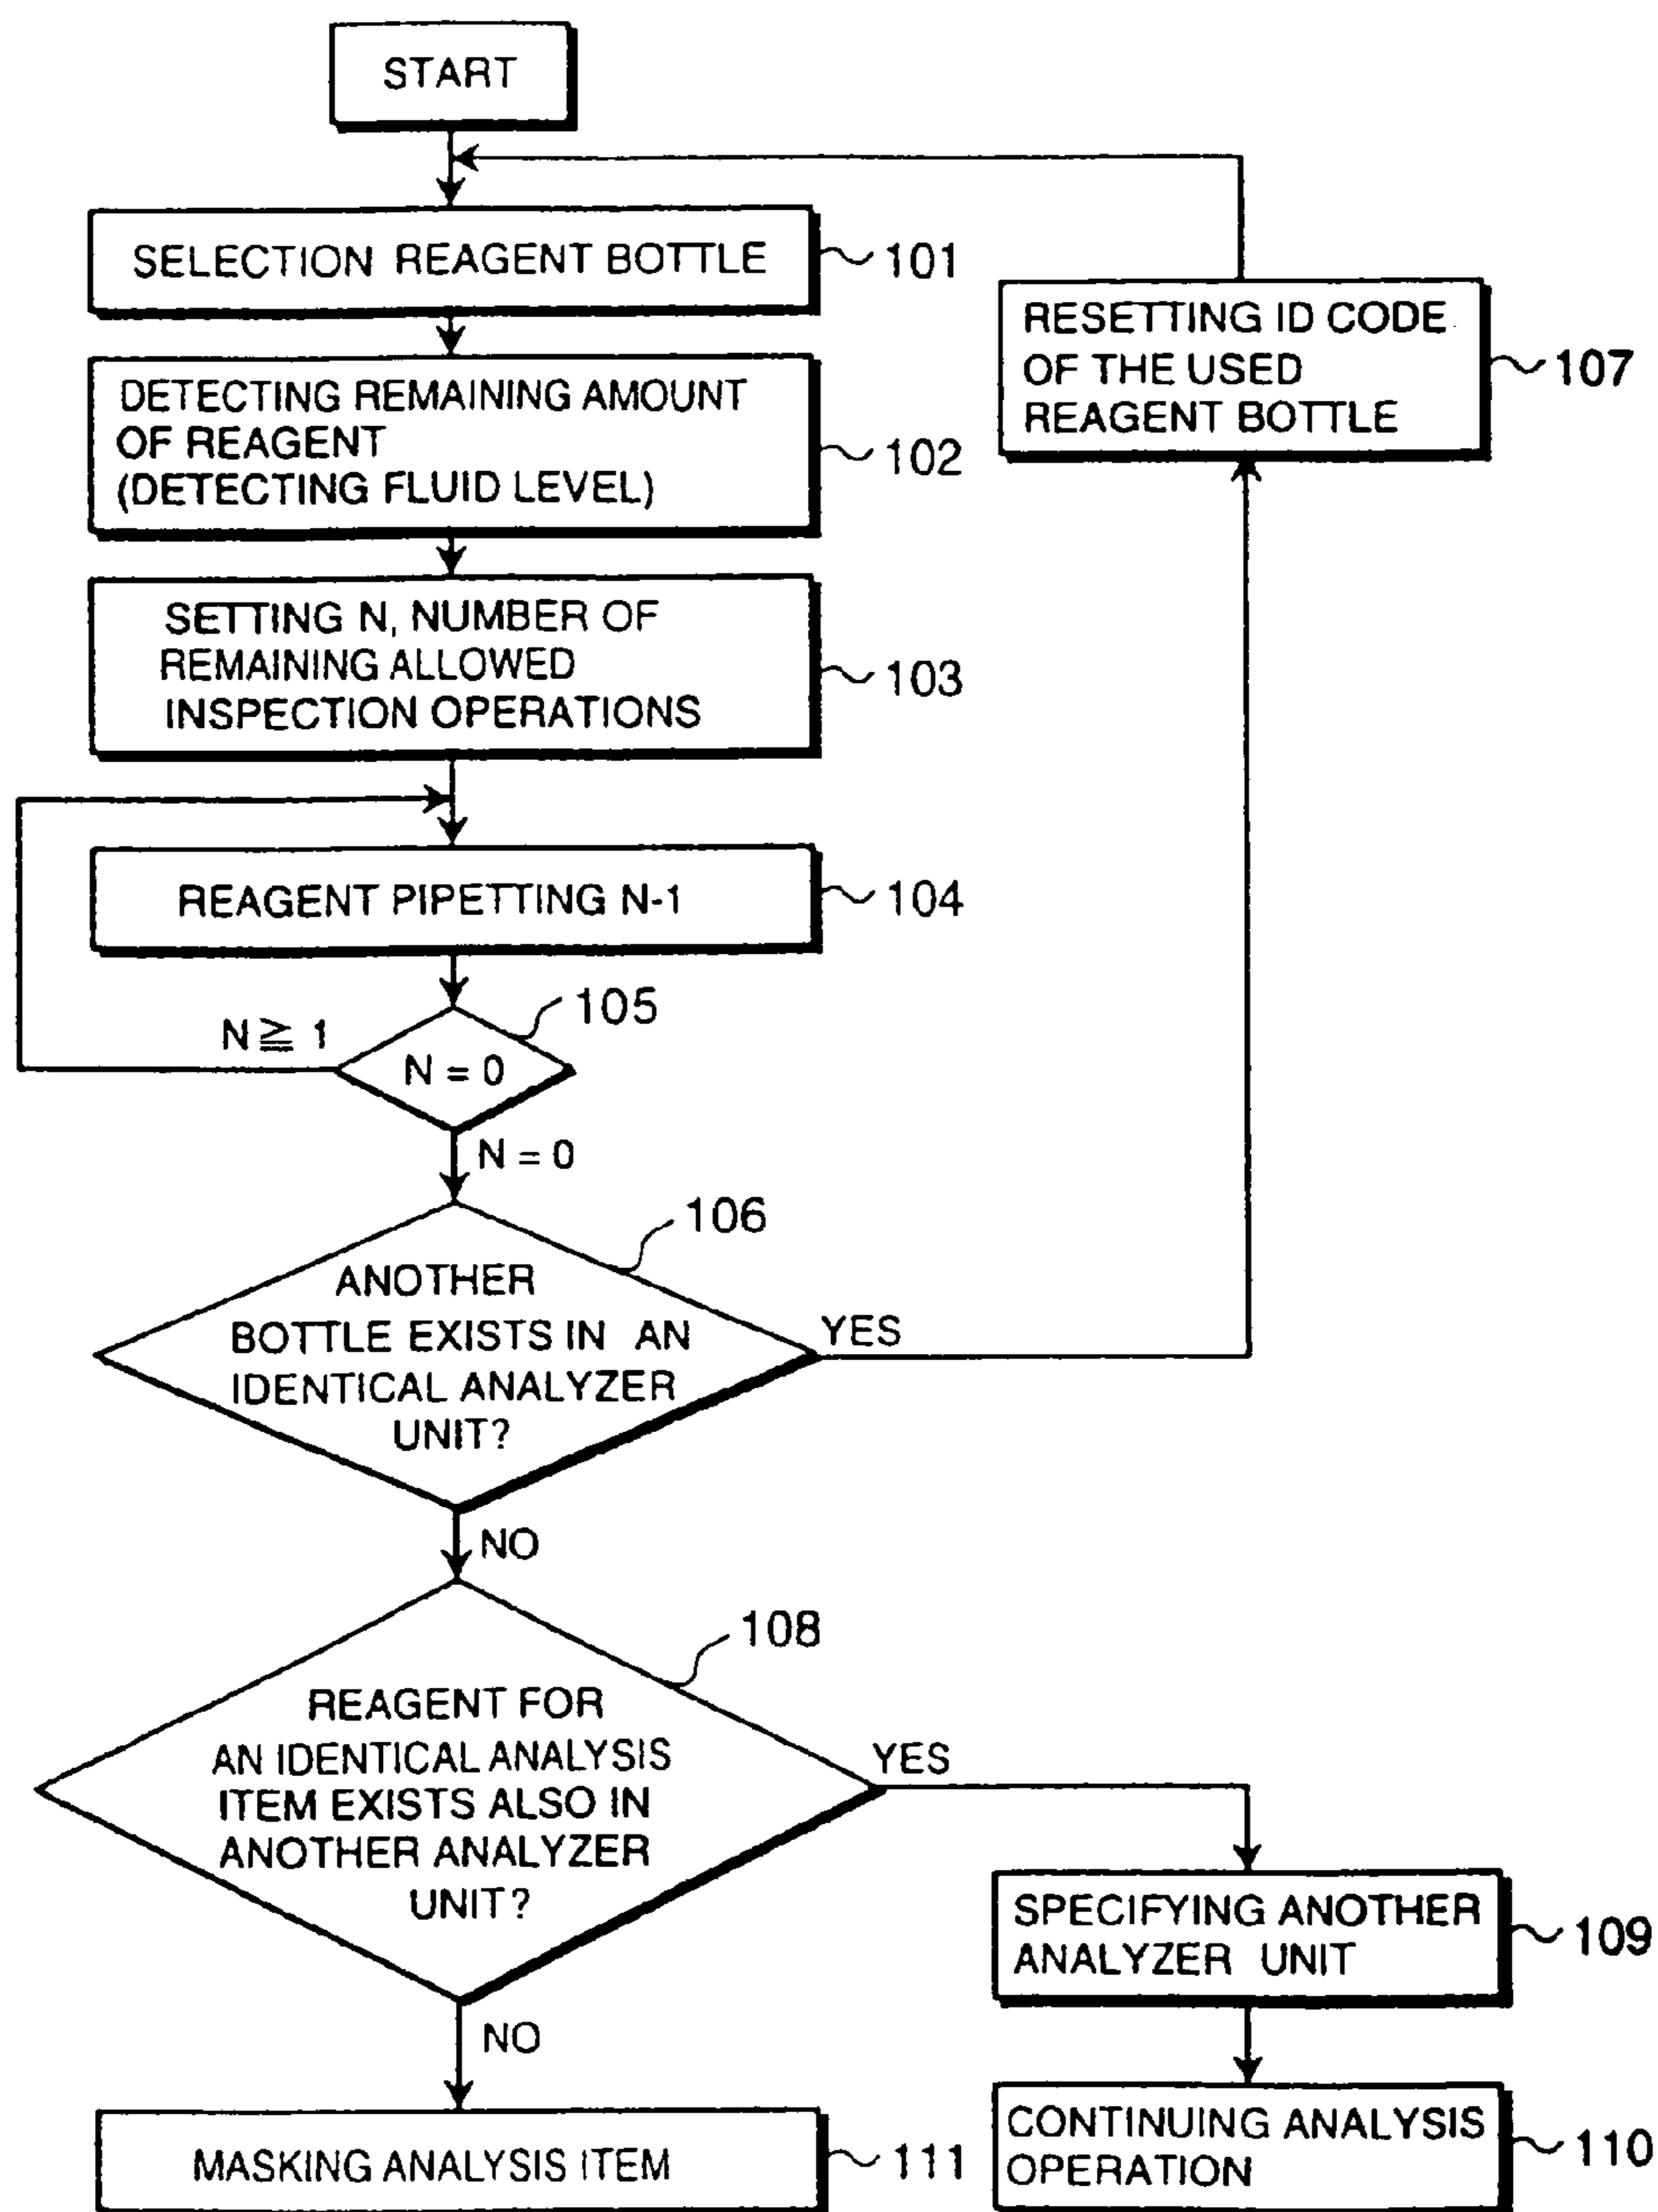 START
SELECTION REAGENT BOTTLE
101
DETECTING REMAINING AMOUNT
OF REAGENT
(DETECTING FLUID LEVEL)
102
SETTING N, NUMBER OF
REMAINING ALLOWED
INSPECTION OPERATIONS
103
REAGENT PIPETTING N-1
104
105
N ≧ 1
N = 0
N = 0
106
ANOTHER
BOTTLE EXISTS IN AN
IDENTICAL ANALYZER
UNIT?
YES
RESETTING ID CODE
OF THE USED
REAGENT BOTTLE
107
NO
108
REAGENT FOR
AN IDENTICAL ANALYSIS
ITEM EXISTS ALSO IN
ANOTHER ANALYZER
UNIT?
YES
SPECIFYING ANOTHER
ANALYZER UNIT
109
CONTINUING ANALYSIS
OPERATION
110
NO
MASKING ANALYSIS ITEM
111